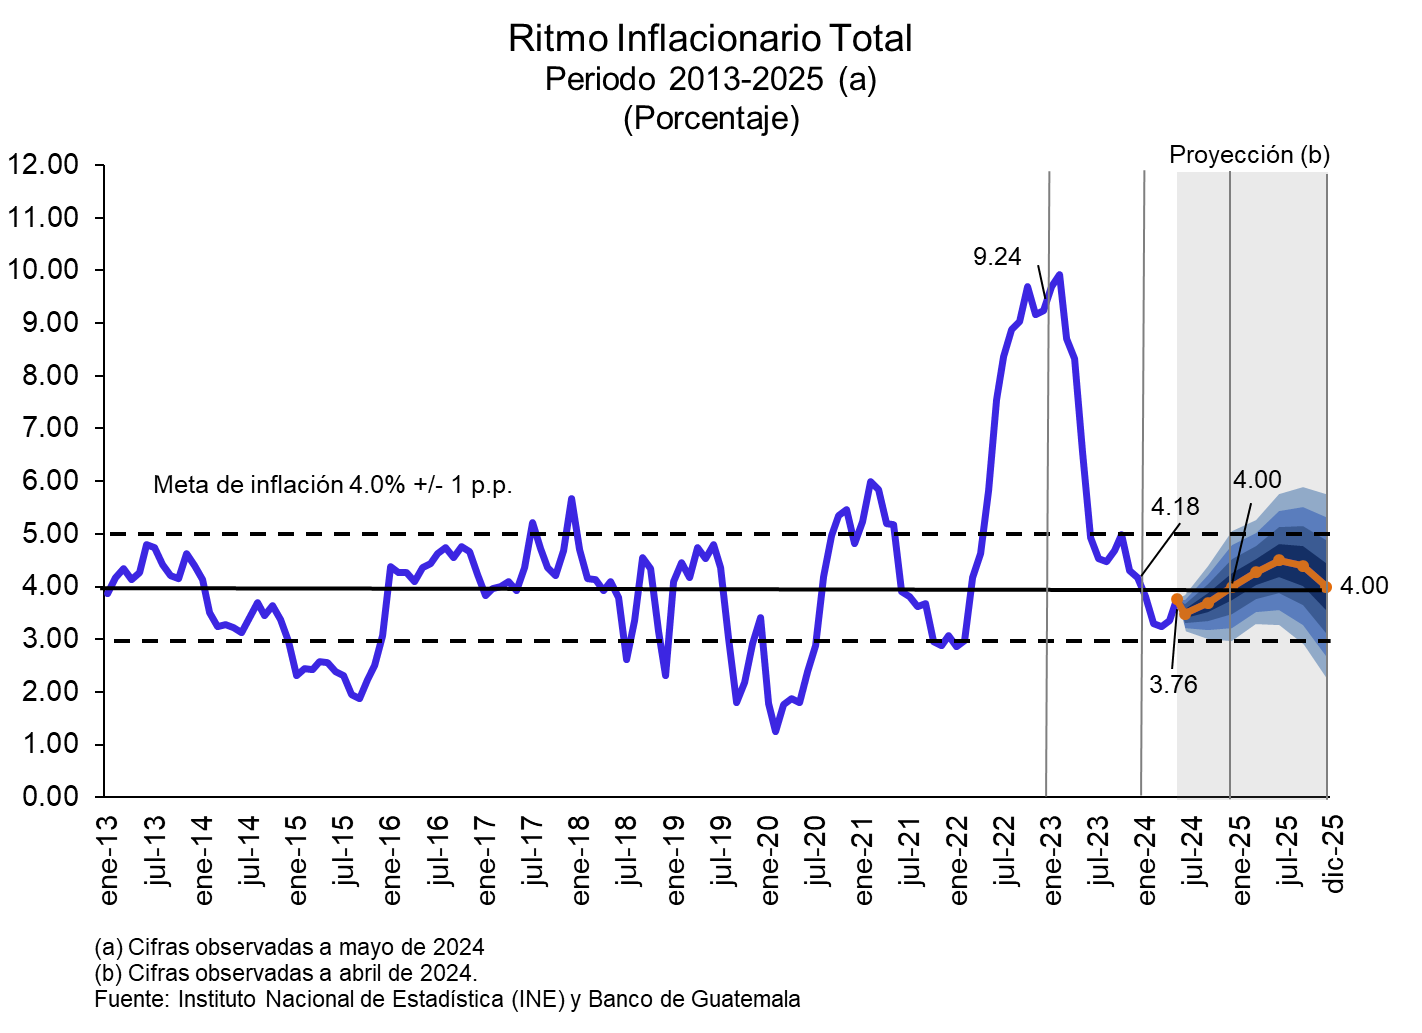 Ritmo Inflacionario Total
Periodo 2013-2025 (a)
(Porcentaje)
Proyección (b)
12.00
11.00
10.00
9.00
8.00
7.00
6.00
5.00
4.00
3.00
2.00
1.00
0.00
9.24
Meta de inflación 4.0% +/- 1 p.p.
4.00
4.18
4.00
3.76
ene-13
jul-13
ene-14
jul-14
ene-15
jul-15
ene-16
jul-16
ene-17
jul-17
ene-18
jul-18
ene-19
jul-19
ene-20
jul-20
ene-21
jul-21
ene-22
jul-22
ene-23
jul-23
ene-24
jul-24
ene-25
jul-25
dic-25
(a) Cifras observadas a mayo de 2024
(b) Cifras observadas a abril de 2024.
Fuente: Instituto Nacional de Estadística (INE) y Banco de Guatemala